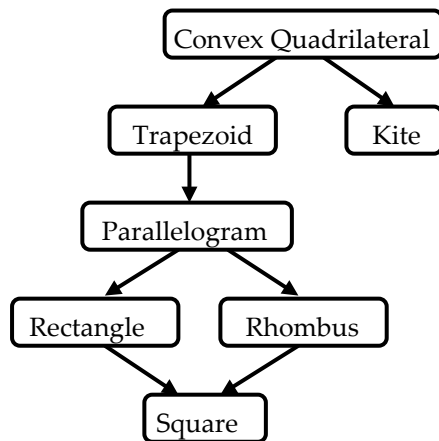 Convex Quadrilateral
Trapezoid
Kite
Parallelogram
Rectangle
Rhombus
Square